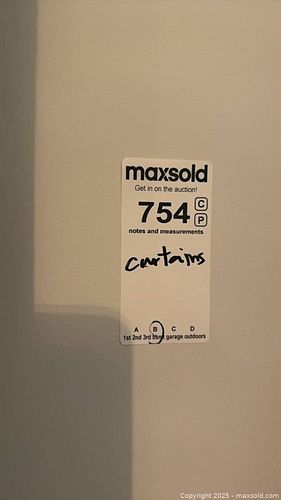 maxsold
Get in on the auction!
754 C
P
notes and measurements
curtains
A B C D
1st 2nd 3rd bsmt garage outdoors
Copyright © 2025 - maxsold.com